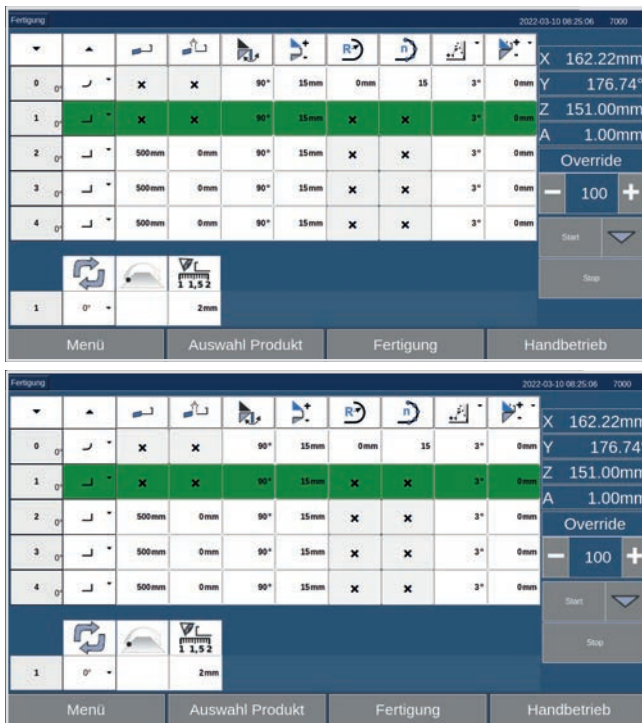 Fertigung 2022-03-10 08:25:06 7000
R n
X 162.22mm
0 0° × × 90° 15mm 0mm 15 3° 0mm
Y 176.74°
1 0° × × 90° 15mm × × 3° 0mm
Z 151.00mm
A 1.00mm
2 0° 500mm 0mm 90° 15mm × × 3° 0mm
Override
3 0° 500mm 0mm 90° 15mm × × 3° 0mm
− 100 +
4 0° 500mm 0mm 90° 15mm × × 3° 0mm
Start
1 1,5 2
Stop
1 0° 2mm
Menü Auswahl Produkt Fertigung Handbetrieb
Fertigung 2022-03-10 08:25:06 7000
R n
X 162.22mm
0 0° × × 90° 15mm 0mm 15 3° 0mm
Y 176.74°
1 0° × × 90° 15mm × × 3° 0mm
Z 151.00mm
A 1.00mm
2 0° 500mm 0mm 90° 15mm × × 3° 0mm
Override
3 0° 500mm 0mm 90° 15mm × × 3° 0mm
− 100 +
4 0° 500mm 0mm 90° 15mm × × 3° 0mm
Start
1 1,5 2
Stop
1 0° 2mm
Menü Auswahl Produkt Fertigung Handbetrieb